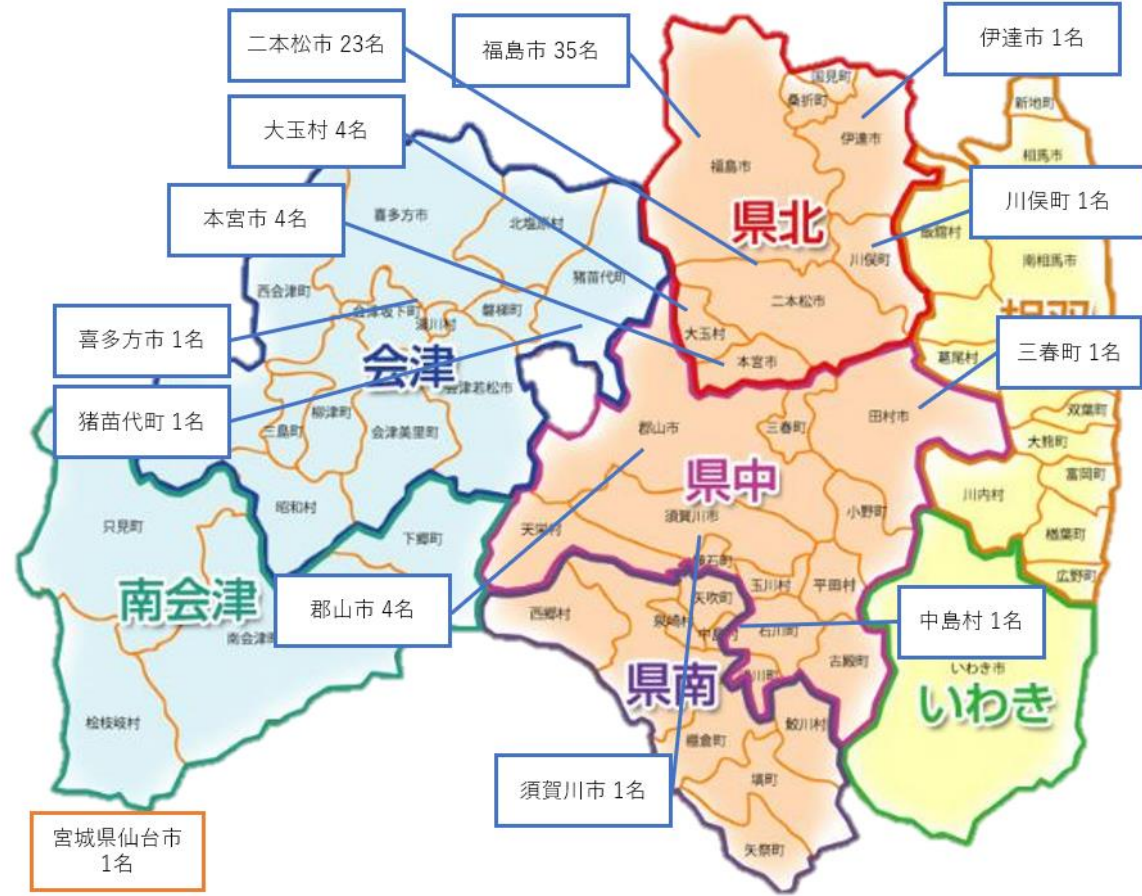 二本松市 23名
福島市 35名
伊達市 1名
大玉村 4名
本宮市 4名
川俣町 1名
喜多方市 1名
猪苗代町 1名
三春町 1名
郡山市 4名
中島村 1名
須賀川市 1名
宮城県仙台市
1名
県北
国見町
桑折町
伊達市
福島市
川俣町
二本松市
大玉村
本宮市
新地町
相馬市
飯舘村
南相馬市
葛尾村
双葉町
大熊町
富岡町
川内村
楢葉町
広野町
会津
喜多方市
北塩原村
猪苗代町
西会津町
会津坂下町
湯川村
磐梯町
会津若松市
柳津町
三島町
会津美里町
昭和村
南会津
只見町
下郷町
南会津町
桧枝岐村
県中
郡山市
三春町
田村市
須賀川市
天栄村
小野町
鏡石町
玉川村
平田村
石川町
古殿町
県南
西郷村
矢吹町
泉崎村
中島村
棚倉町
鮫川村
塙町
矢祭町
いわき市
いわき